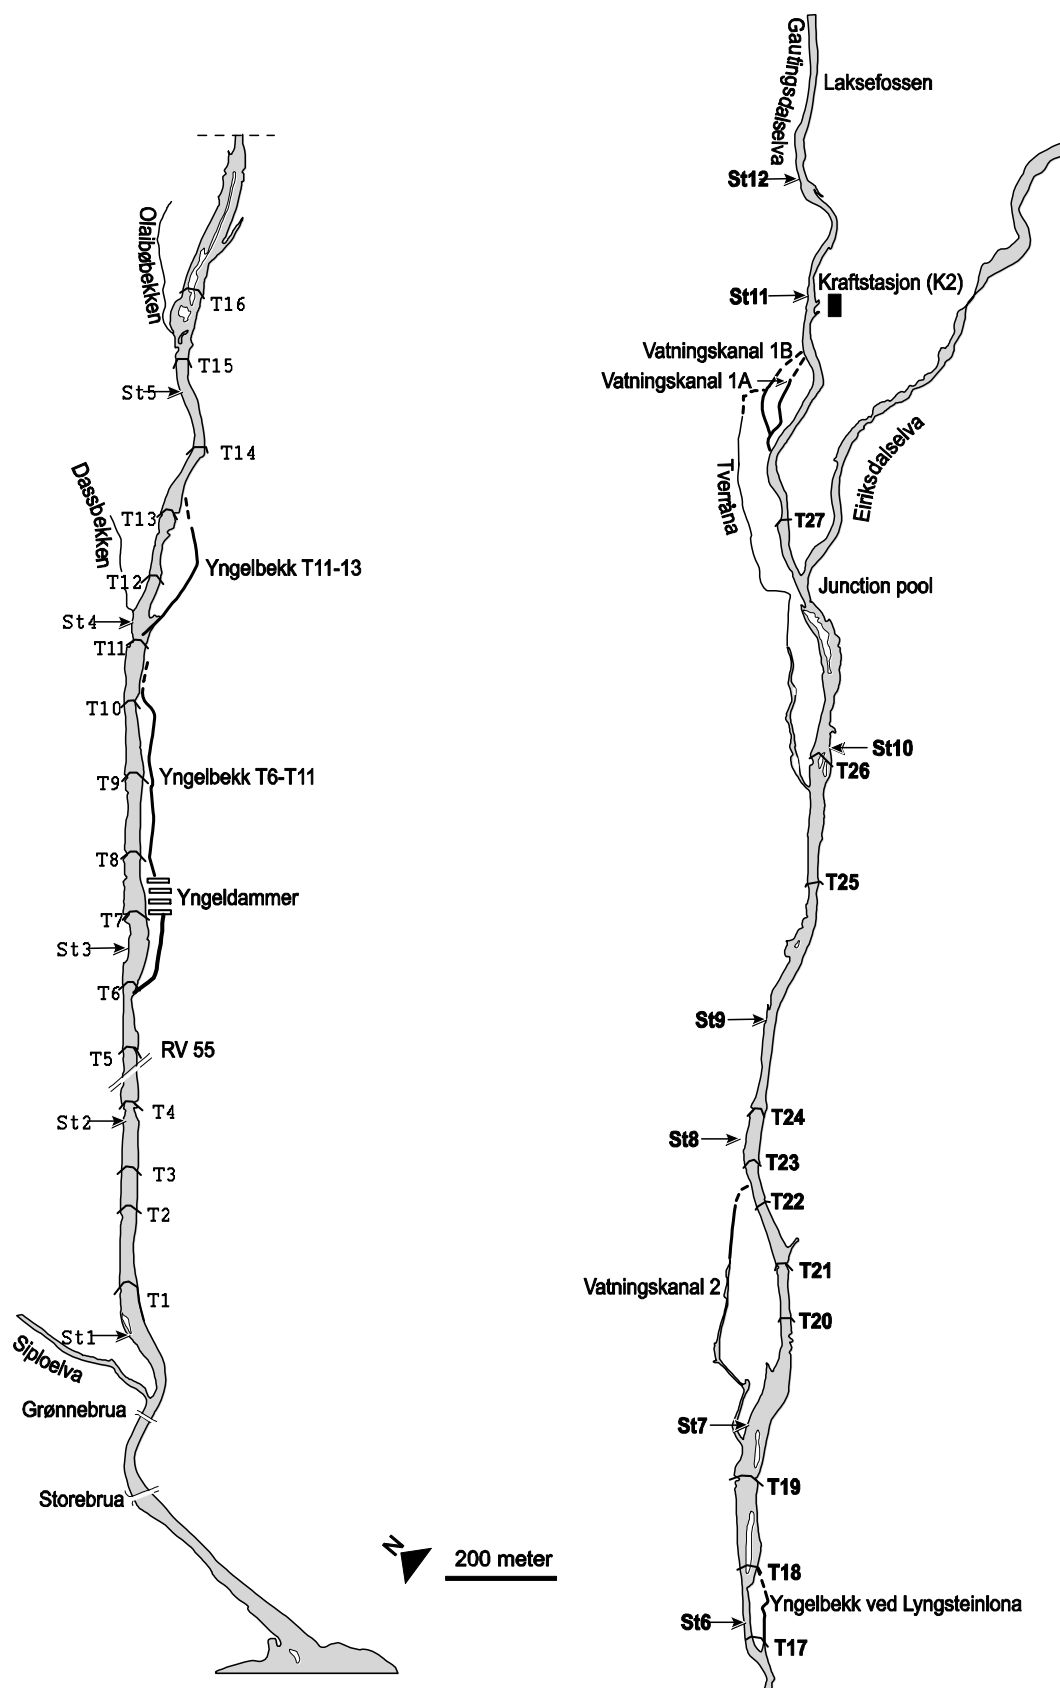 Olaibøbekken
T16
T15
St5
T14
Dassbekken
T13
Yngelbekk T11-13
T12
St4
T11
T10
Yngelbekk T6-T11
T9
T8
Yngeldammer
T7
St3
T6
RV 55
T5
T4
St2
T3
T2
T1
St1
Siploelva
Grønnebrua
Storebrua
N
200 meter
Gautingsdalselva
Laksefossen
St12
Kraftstasjon (K2)
St11
Vatningskanal 1B
Vatningskanal 1A
Eiriksdalselva
Tverråna
T27
Junction pool
St10
T26
T25
St9
T24
St8
T23
T22
T21
Vatningskanal 2
T20
St7
T19
T18
Yngelbekk ved Lyngsteinlona
St6
T17